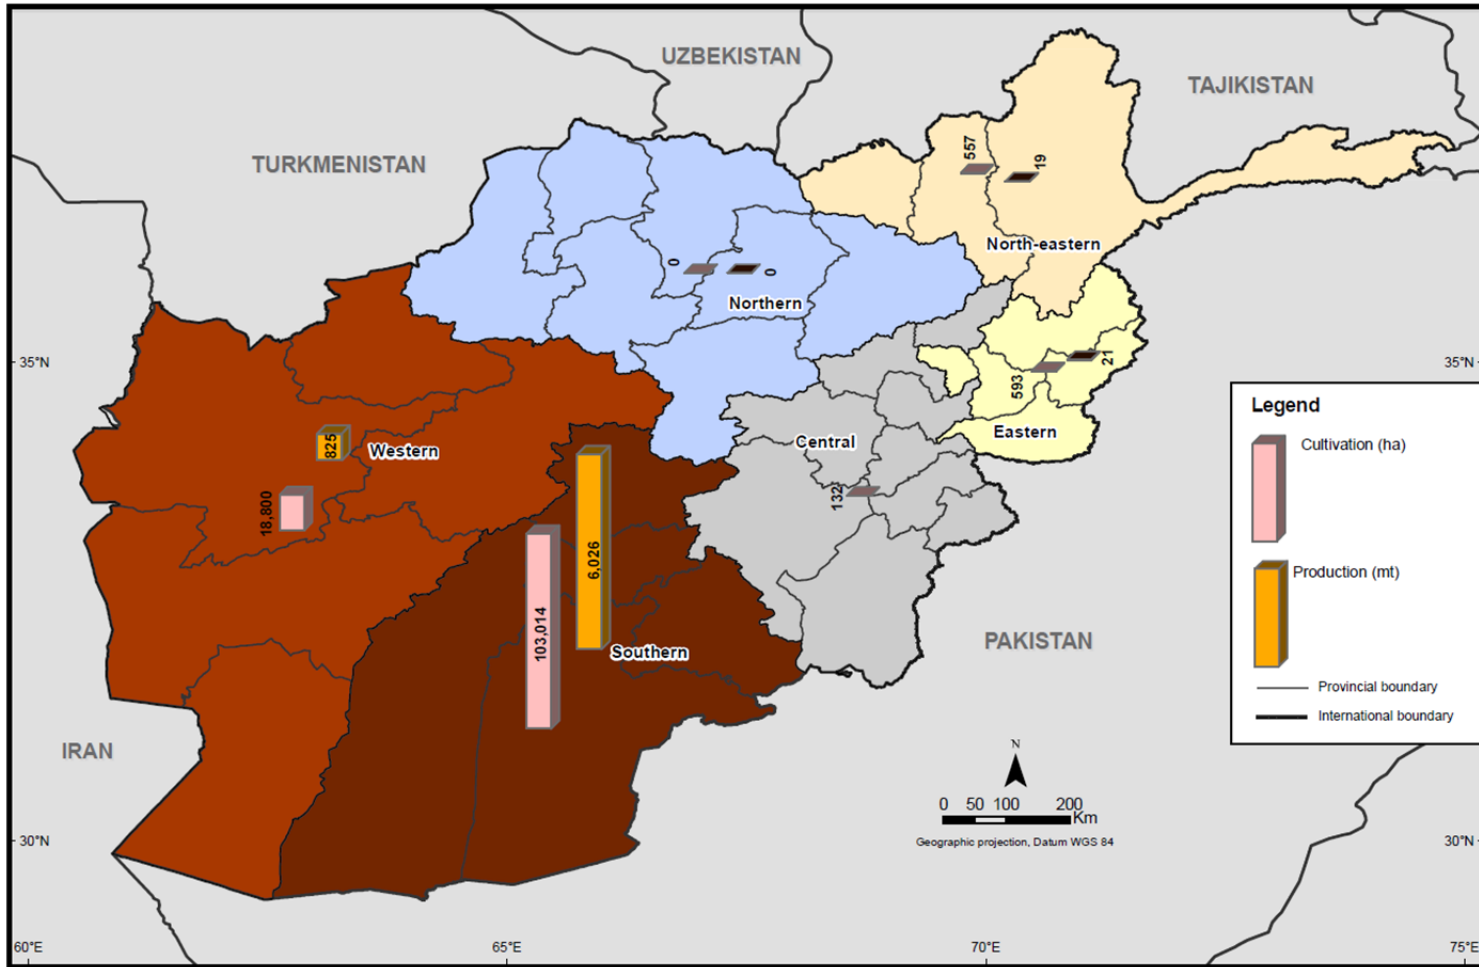 UZBEKISTAN
TAJIKISTAN
TURKMENISTAN
557
19
North-eastern
0
0
Northern
35°N
35°N
593
21
Eastern
Central
132
Western
825
18,800
6,026
103,014
Southern
PAKISTAN
IRAN
Legend
Cultivation (ha)
Production (mt)
Provincial boundary
International boundary
N
0 50 100 200
Km
Geographic projection, Datum WGS 84
30°N
30°N
60°E
65°E
70°E
75°E